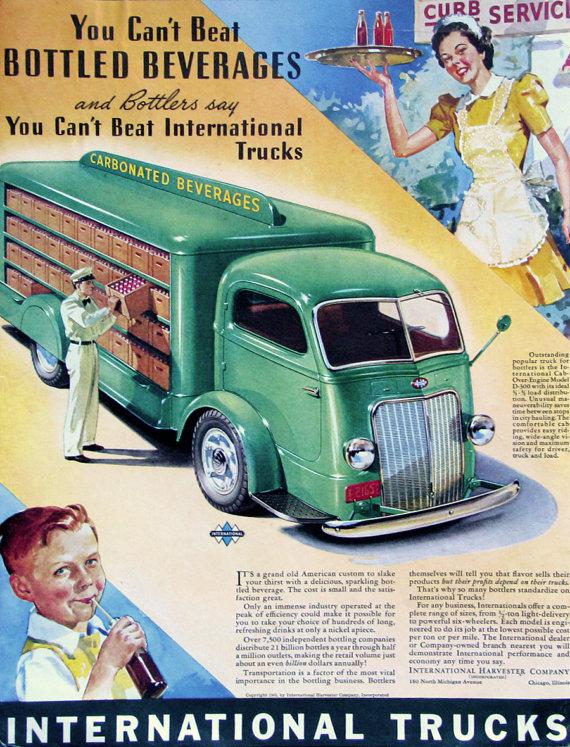 CURB SERVICE
You Can't Beat
BOTTLED BEVERAGES
and Bottlers say
You Can't Beat International
Trucks
CARBONATED BEVERAGES
Outstanding
popular truck for
bottlers is the In-
ternational Cab-
Over-Engine Model
D-500 with its ideal
⅓-⅔ load distribu-
tion. Unusual ma-
neuverability saves
time between stops
in city hauling. The
comfortable cab
provides easy rid-
ing, wide-angle vi-
sion and maximum
safety for driver,
truck and load.
INTERNATIONAL
IT'S a grand old American custom to slake
your thirst with a delicious, sparkling bot-
tled beverage. The cost is small and the satis-
faction great.
Only an immense industry operated at the
peak of efficiency could make it possible for
you to take your choice of hundreds of long,
refreshing drinks at only a nickel apiece.
Over 7,500 independent bottling companies
distribute 21 billion bottles a year through half
a million outlets, making the retail volume just
about an even billion dollars annually!
Transportation is a factor of the most vital
importance in the bottling business. Bottlers
themselves will tell you that flavor sells their
products but their profits depend on their trucks.
That's why so many bottlers standardize on
International Trucks!
For any business, Internationals offer a com-
plete range of sizes, from ½-ton light-delivery
to powerful six-wheelers. Each model is engi-
neered to do its job at the lowest possible cost
per ton or per mile. The International dealer
or Company-owned branch nearest you will
demonstrate International performance and
economy any time you say.
INTERNATIONAL HARVESTER COMPANY
(INCORPORATED)
180 North Michigan Avenue Chicago, Illinois
Copyright by International Harvester Company, Incorporated
INTERNATIONAL TRUCKS